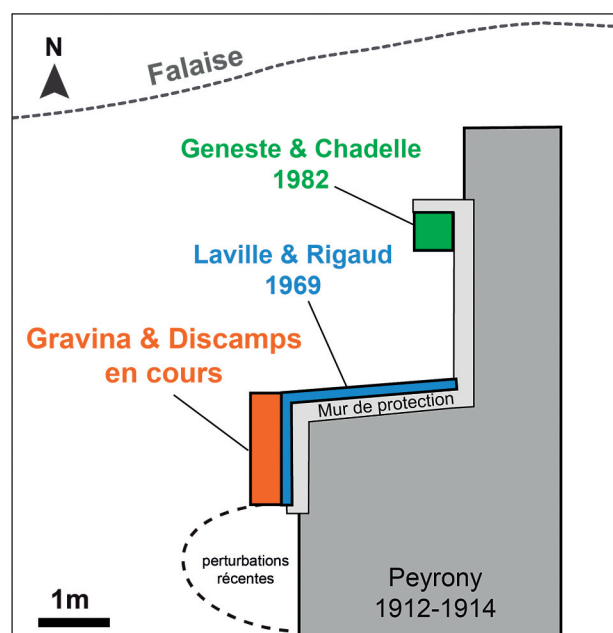 N
Falaise
Geneste & Chadelle
1982
Laville & Rigaud
1969
Gravina & Discamps
en cours
Mur de protection
perturbations
récentes
Peyrony
1912-1914
1m